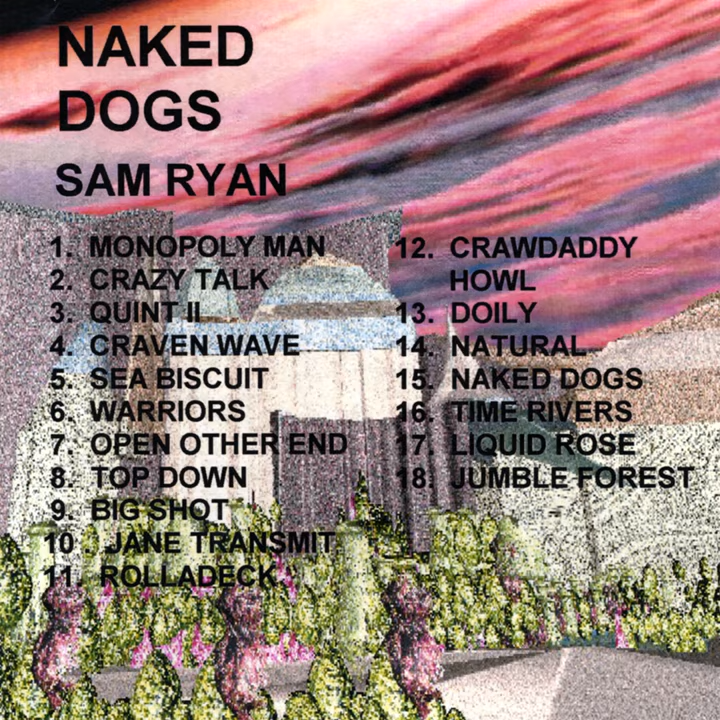 NAKED
DOGS
SAM RYAN
1. MONOPOLY MAN
2. CRAZY TALK
3. QUINT II
4. CRAVEN WAVE
5. SEA BISCUIT
6. WARRIORS
7. OPEN OTHER END
8. TOP DOWN
9. BIG SHOT
10. JANE TRANSMIT
11. ROLLADECK
12. CRAWDADDY
HOWL
13. DOILY
14. NATURAL
15. NAKED DOGS
16. TIME RIVERS
17. LIQUID ROSE
18. JUMBLE FOREST